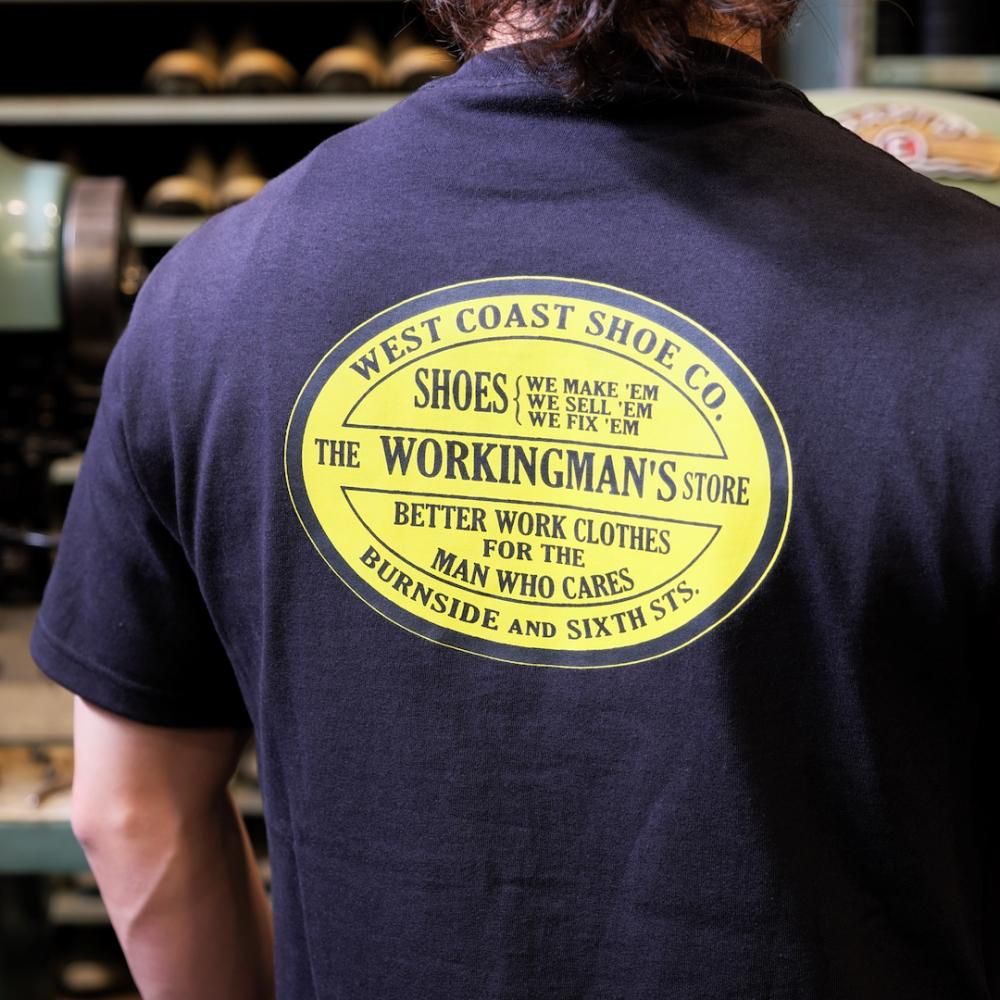 WEST COAST SHOE CO.
SHOES { WE MAKE 'EM
WE SELL 'EM
WE FIX 'EM
THE WORKINGMAN'S STORE
BETTER WORK CLOTHES
FOR THE
MAN WHO CARES
BURNSIDE AND SIXTH STS.